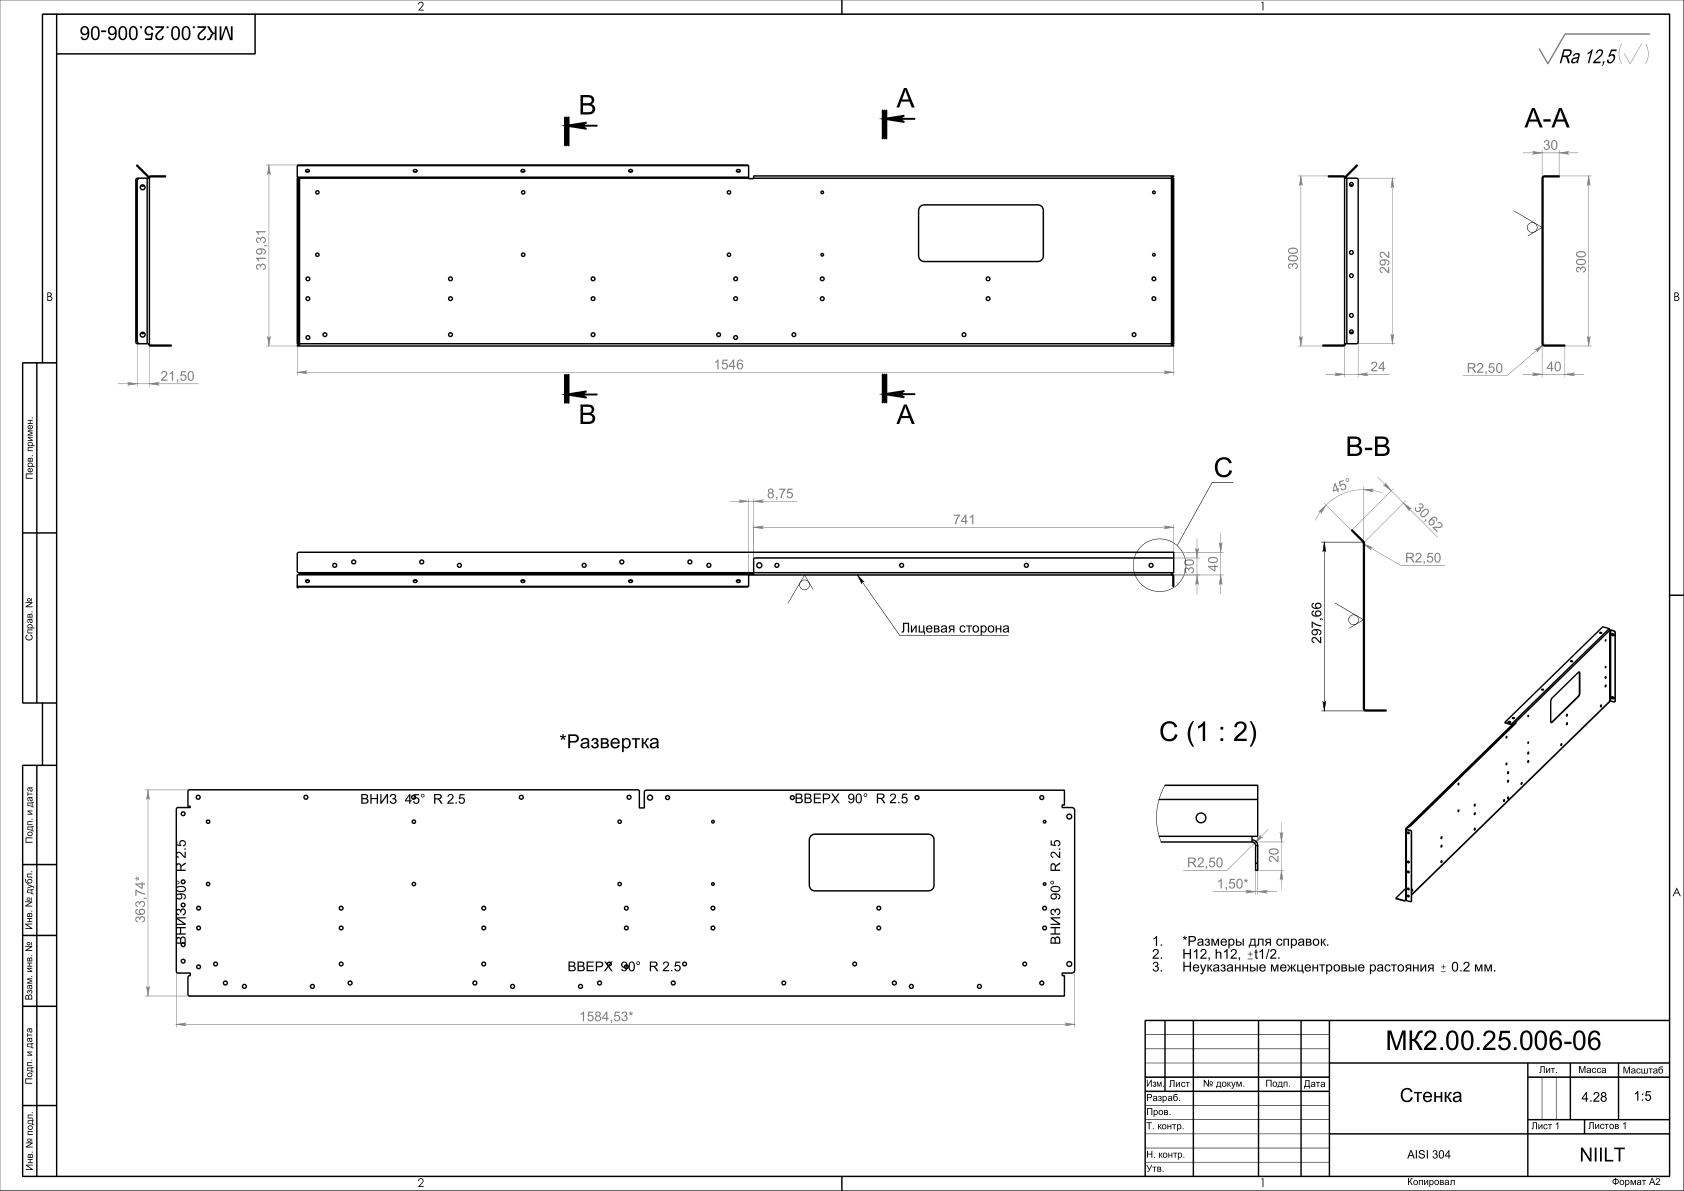 2
1
МК2.00.25.006-06
Ra 12,5
B
A
A-A
30
319,31
300
292
300
300
B
B
21,50
1546
24
R2,50
40
B
A
Перв. примен.
B-B
C
8,75
45°
30,62
741
R2,50
30
40
Лицевая сторона
297,66
Справ. №
*Развертка
C (1 : 2)
ВНИЗ 45° R 2.5
ВВЕРХ 90° R 2.5
363,74*
ВНИЗ 90° R 2.5
ВНИЗ 90° R 2.5
R2,50
20
1,50*
A
ВВЕРХ 90° R 2.5
1584,53*
1. *Размеры для справок.
2. H12, h12, ±t1/2.
3. Неуказанные межцентровые растояния ± 0.2 мм.
Подп. и дата
Инв. № дубл.
Взам. инв. №
Подп. и дата
Инв. № подл.
МК2.00.25.006-06
Лит. Масса Масштаб
Изм. Лист № докум. Подп. Дата
Разраб.
Стенка
4.28
1:5
Пров.
Т. контр.
Лист 1 Листов 1
Н. контр.
AISI 304
NIILT
Утв.
2
1
Копировал
Формат А2